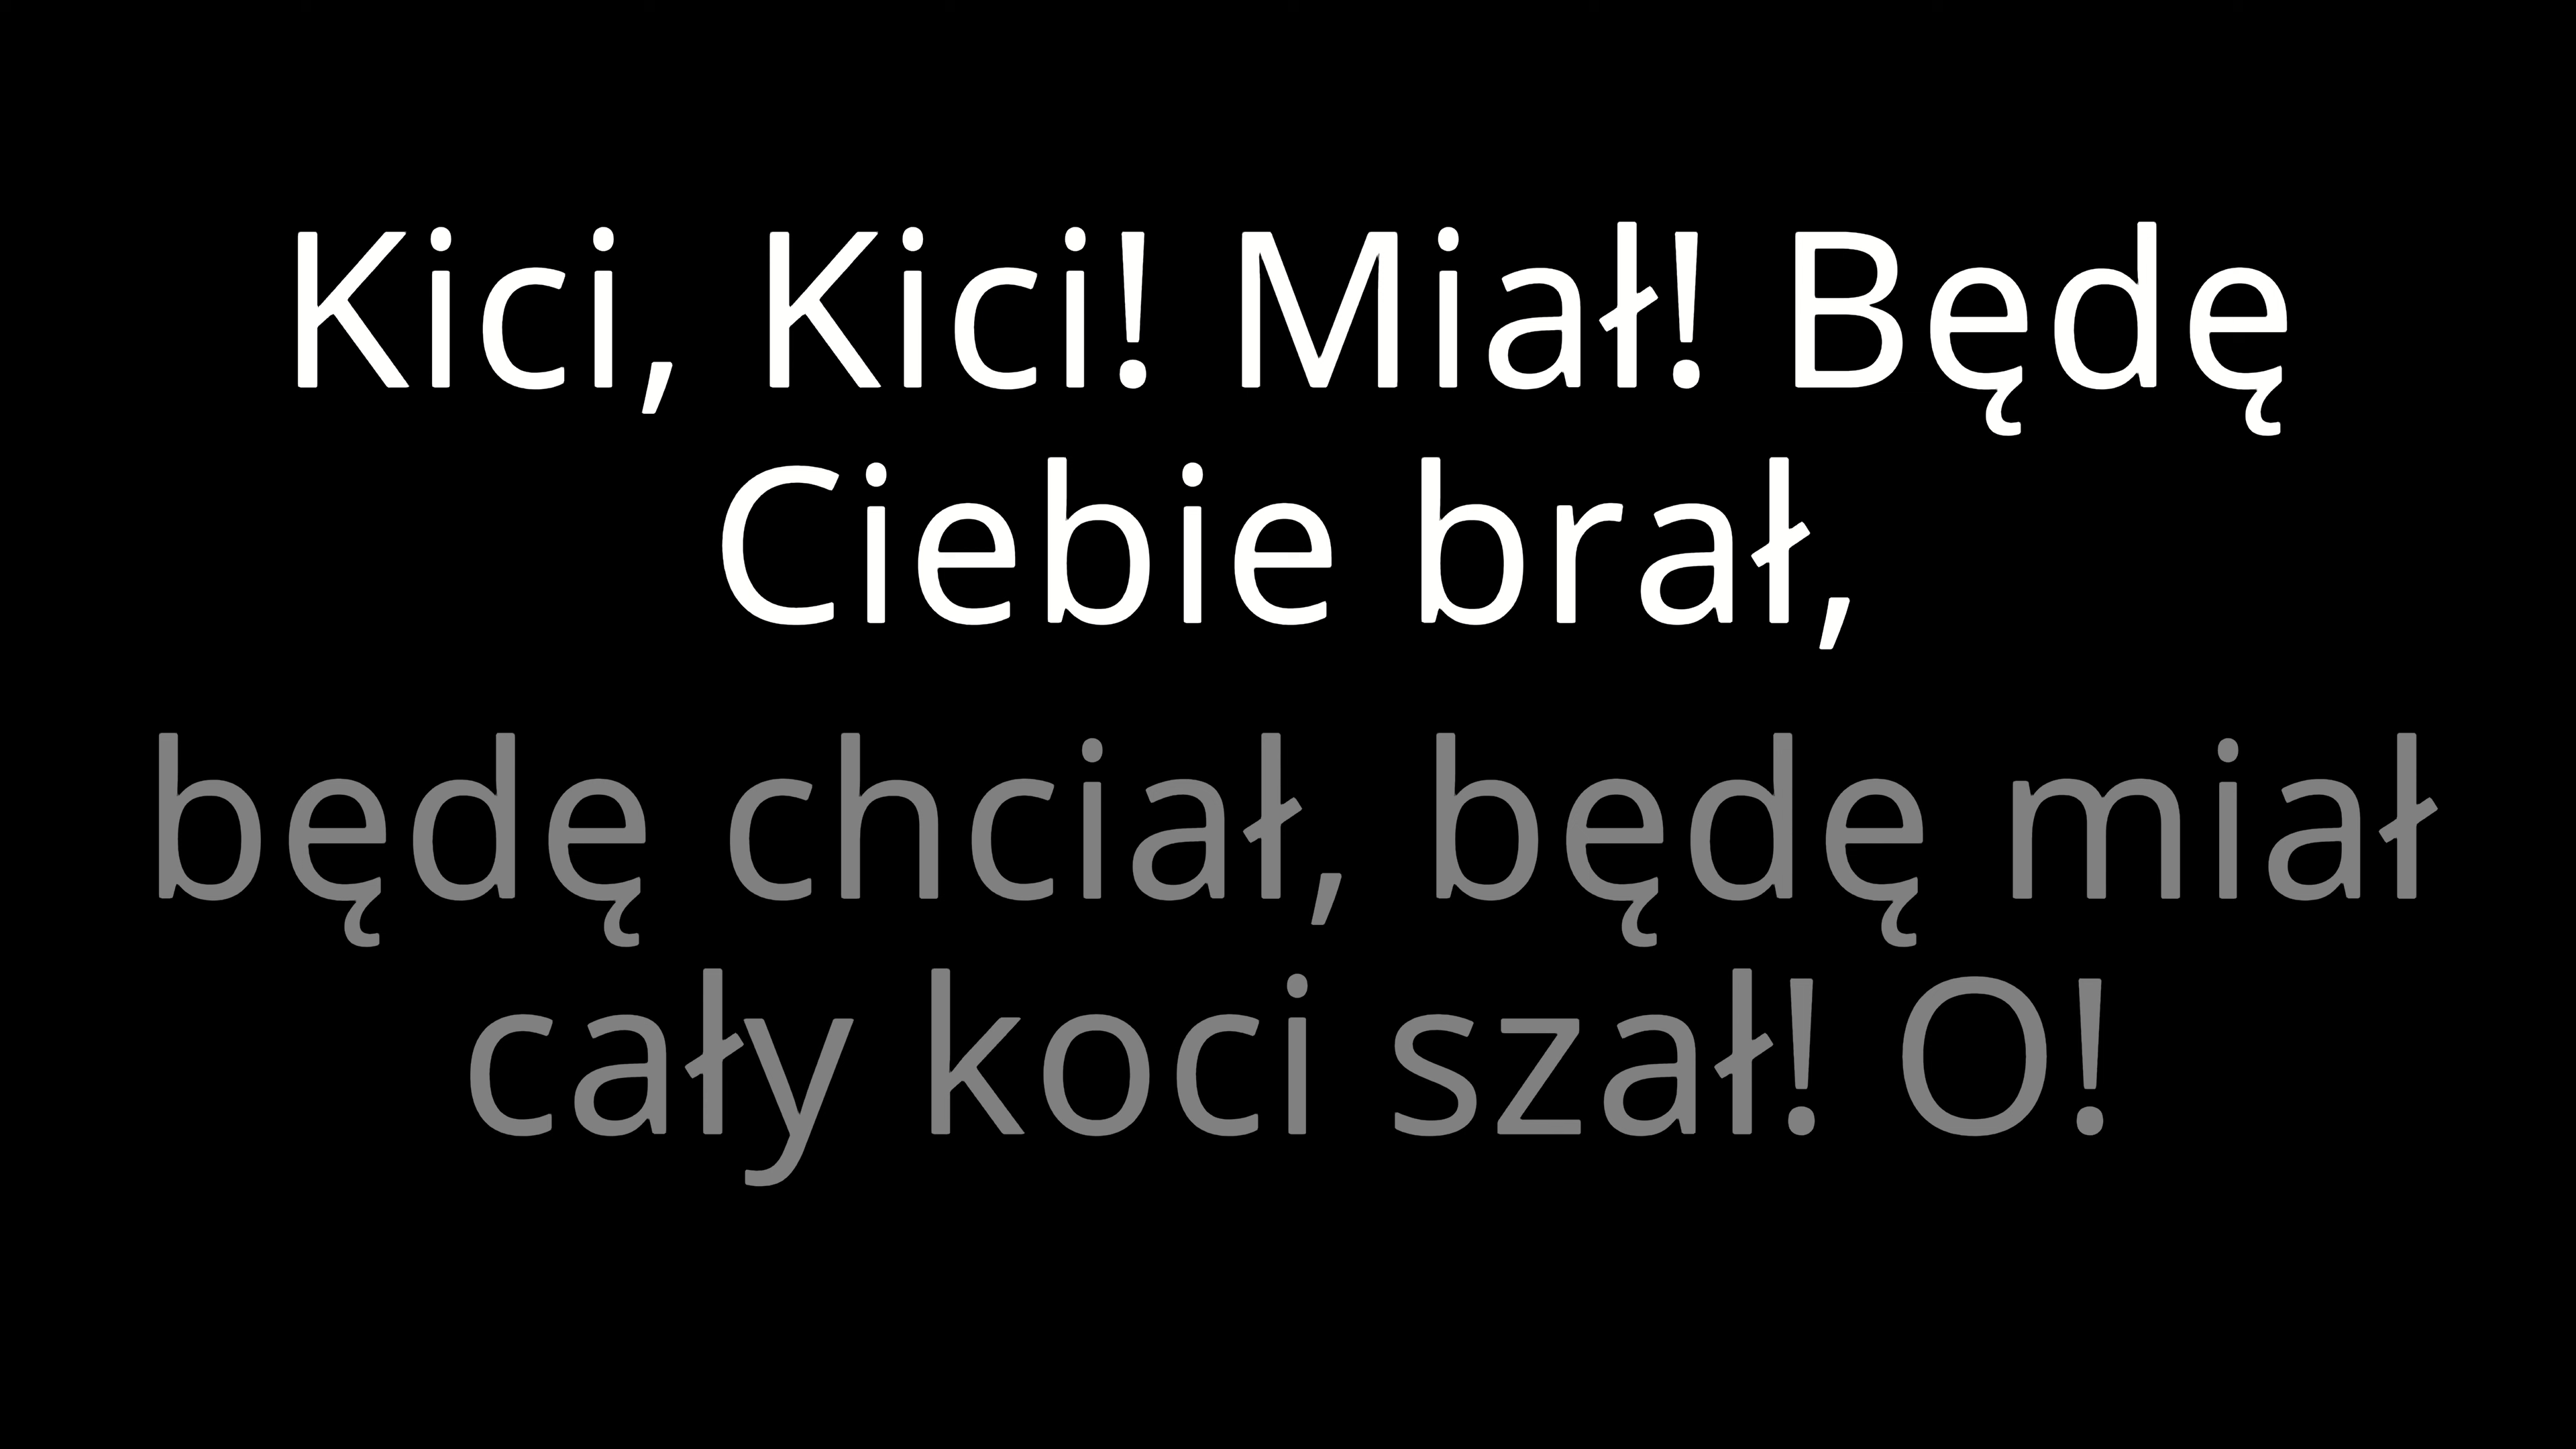 Kici, Kici! Miał! Będę
Ciebie brał,
będę chciał, będę miał
cały koci szał! O!